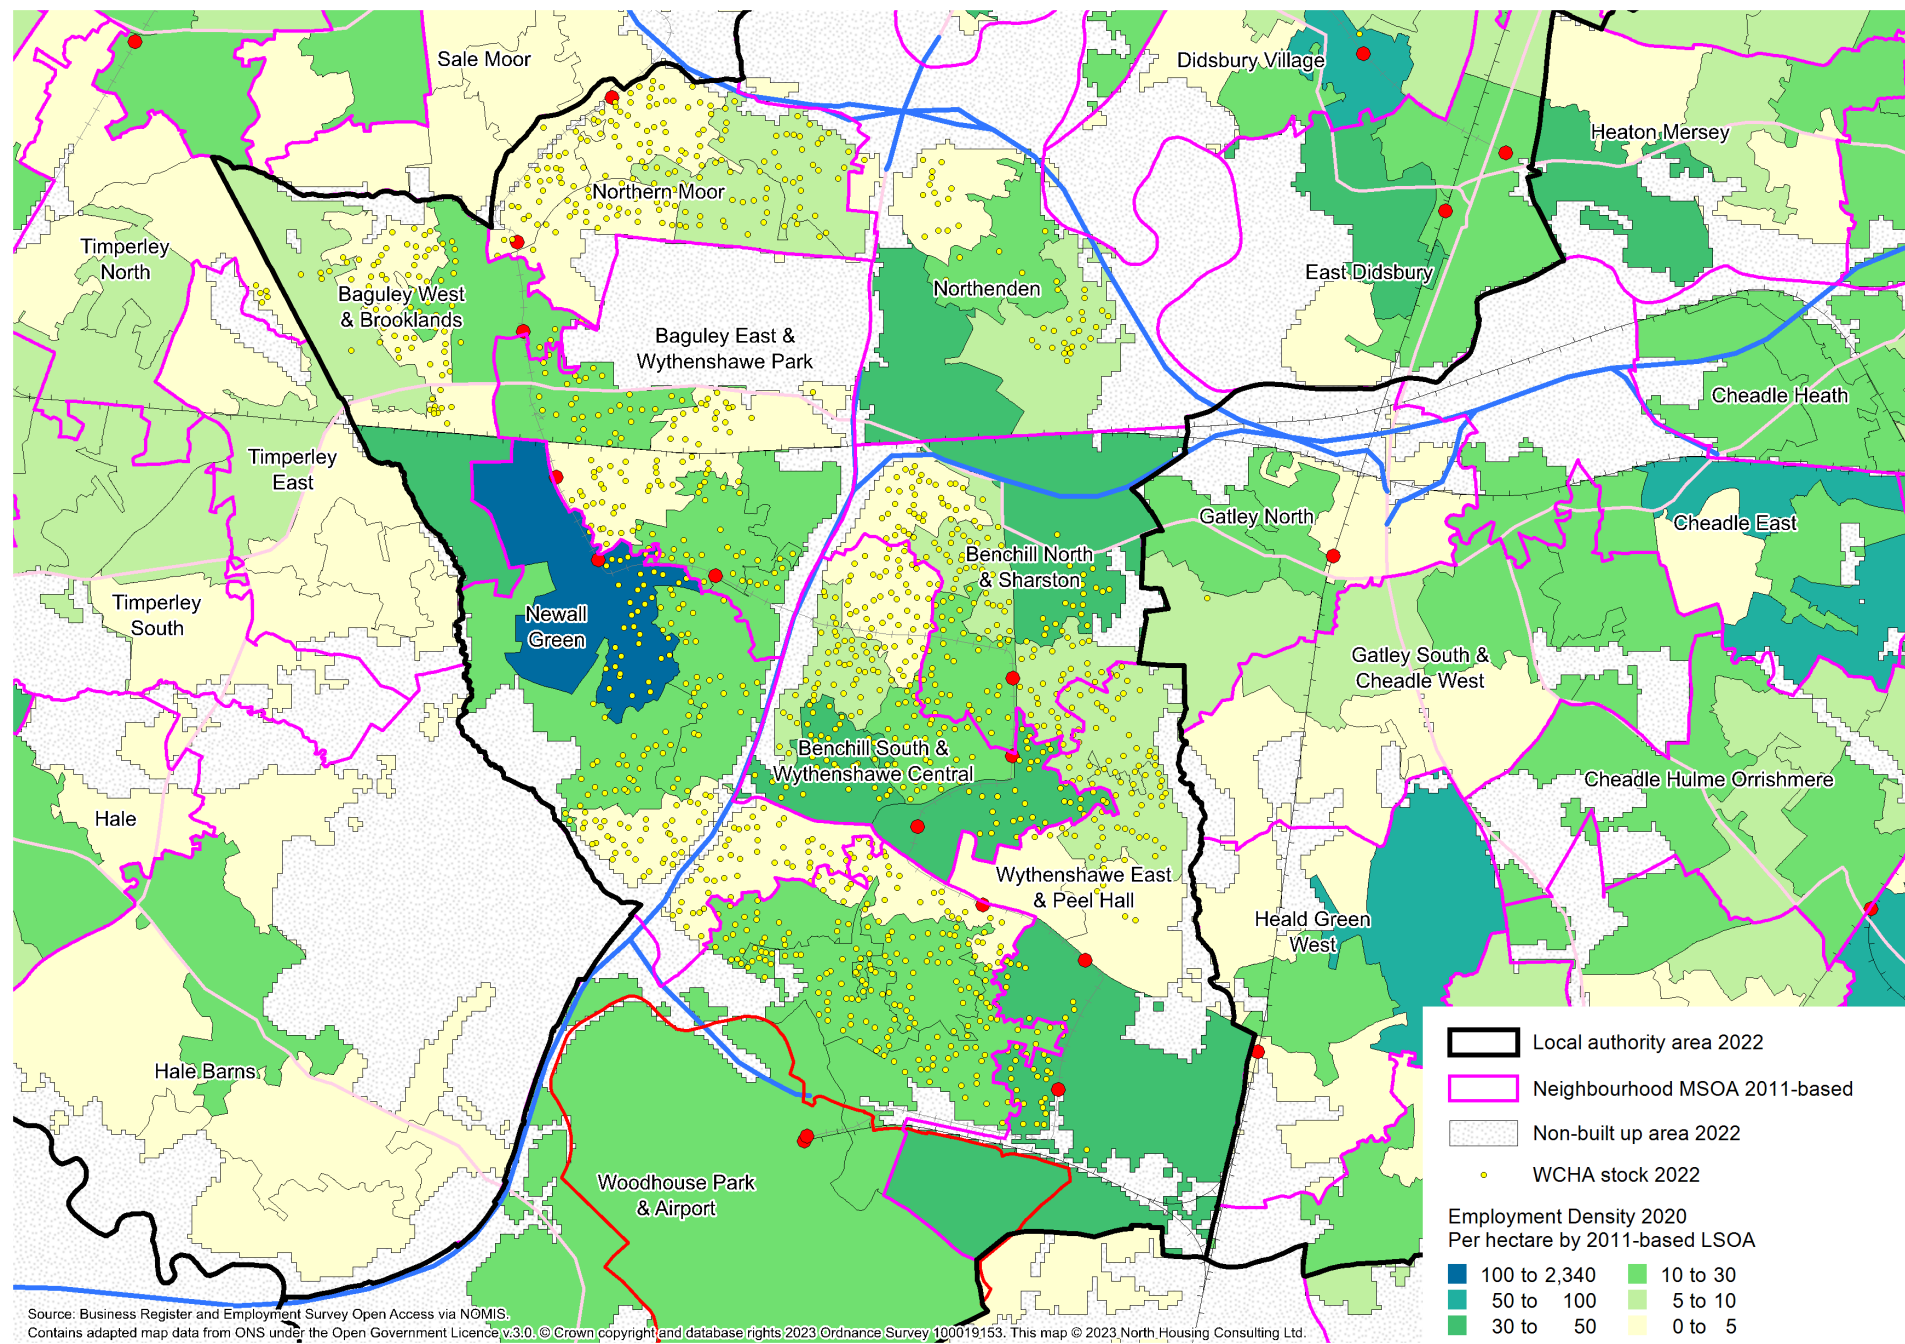 Sale Moor
Didsbury Village
Heaton Mersey
Northern Moor
Timperley
North
Baguley West
& Brooklands
Northenden
East Didsbury
Baguley East &
Wythenshawe Park
Cheadle Heath
Timperley
East
Gatley North
Cheadle East
Benchill North
& Sharston
Timperley
South
Newall
Green
Gatley South &
Cheadle West
Benchill South &
Wythenshawe Central
Cheadle Hulme Orrishmere
Hale
Wythenshawe East
& Peel Hall
Heald Green
West
Hale Barns
Woodhouse Park
& Airport
Local authority area 2022
Neighbourhood MSOA 2011-based
Non-built up area 2022
WCHA stock 2022
Employment Density 2020
Per hectare by 2011-based LSOA
100 to 2,340 10 to 30
50 to 100 5 to 10
30 to 50 0 to 5
Source: Business Register and Employment Survey Open Access via NOMIS.
Contains adapted map data from ONS under the Open Government Licence v.3.0. © Crown copyright and database rights 2023 Ordnance Survey 100019153. This map © 2023 North Housing Consulting Ltd.